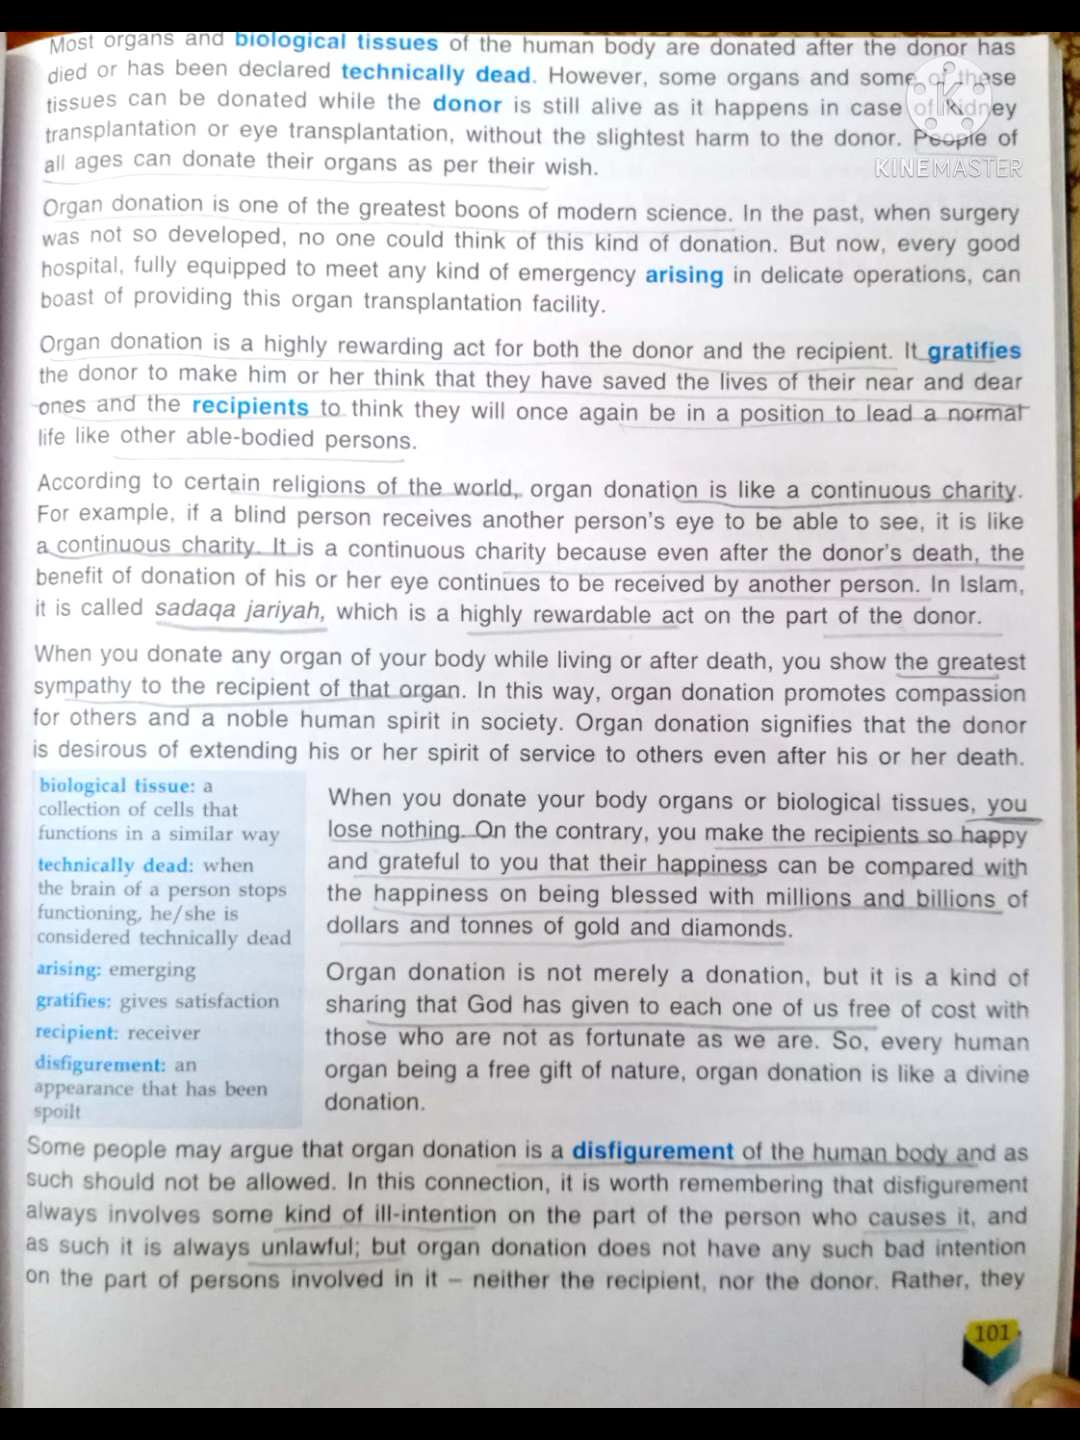 Most organs and biological tissues of the human body are donated after the donor has
died or has been declared technically dead. However, some organs and some of these
tissues can be donated while the donor is still alive as it happens in case of kidney
transplantation or eye transplantation, without the slightest harm to the donor. People of
all ages can donate their organs as per their wish.
KINEMASTER
Organ donation is one of the greatest boons of modern science. In the past, when surgery
was not so developed, no one could think of this kind of donation. But now, every good
hospital, fully equipped to meet any kind of emergency arising in delicate operations, can
boast of providing this organ transplantation facility.
Organ donation is a highly rewarding act for both the donor and the recipient. It gratifies
the donor to make him or her think that they have saved the lives of their near and dear
ones and the recipients to think they will once again be in a position to lead a normal
life like other able-bodied persons.
According to certain religions of the world, organ donation is like a continuous charity.
For example, if a blind person receives another person's eye to be able to see, it is like
a continuous charity. It is a continuous charity because even after the donor's death, the
benefit of donation of his or her eye continues to be received by another person. In Islam,
it is called sadaqa jariyah, which is a highly rewardable act on the part of the donor.
When you donate any organ of your body while living or after death, you show the greatest
sympathy to the recipient of that organ. In this way, organ donation promotes compassion
for others and a noble human spirit in society. Organ donation signifies that the donor
is desirous of extending his or her spirit of service to others even after his or her death.
biological tissue: a
collection of cells that
functions in a similar way
technically dead: when
the brain of a person stops
functioning, he/she is
considered technically dead
arising: emerging
gratifies: gives satisfaction
recipient: receiver
disfigurement: an
appearance that has been
spoilt
When you donate your body organs or biological tissues, you
lose nothing. On the contrary, you make the recipients so happy
and grateful to you that their happiness can be compared with
the happiness on being blessed with millions and billions of
dollars and tonnes of gold and diamonds.
Organ donation is not merely a donation, but it is a kind of
sharing that God has given to each one of us free of cost with
those who are not as fortunate as we are. So, every human
organ being a free gift of nature, organ donation is like a divine
donation.
Some people may argue that organ donation is a disfigurement of the human body and as
such should not be allowed. In this connection, it is worth remembering that disfigurement
always involves some kind of ill-intention on the part of the person who causes it, and
as such it is always unlawful; but organ donation does not have any such bad intention
on the part of persons involved in it – neither the recipient, nor the donor. Rather, they
101